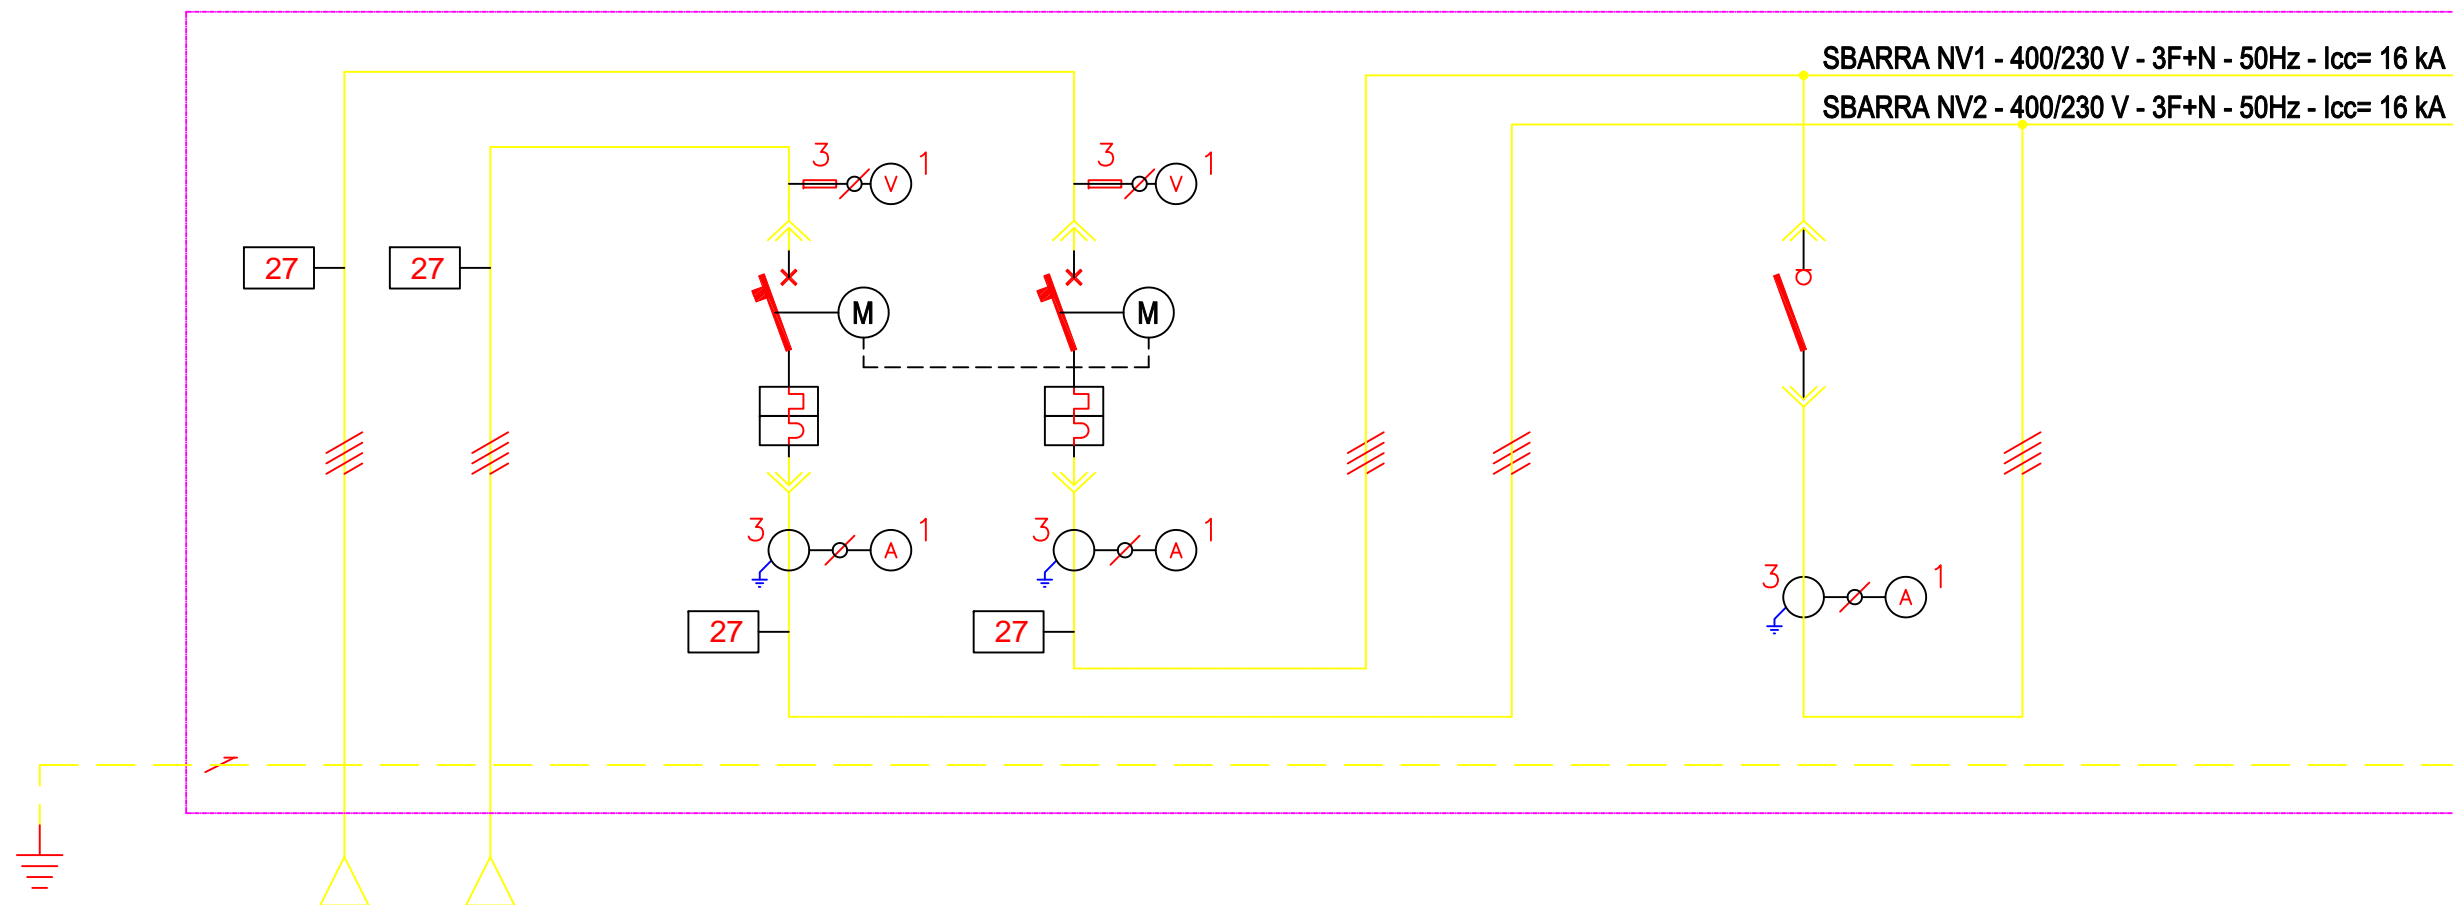 SBARRA NV1 - 400/230 V - 3F+N - 50Hz - Icc= 16 kA
SBARRA NV2 - 400/230 V - 3F+N - 50Hz - Icc= 16 kA
3 V 1
3 V 1
27
27
M
M
3 A 1
3 A 1
3 A 1
27
27